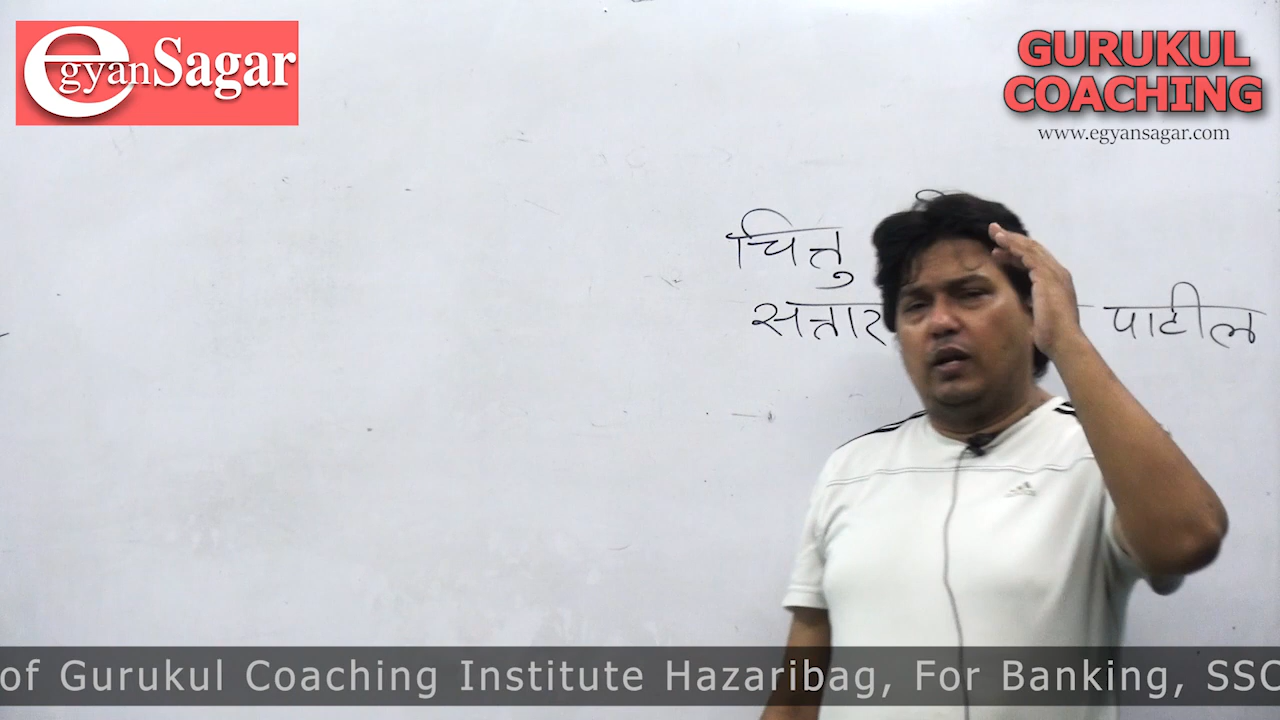 egyanSagar
GURUKUL
COACHING
www.egyansagar.com
चित्तु
सत्तार
पाटील
of Gurukul Coaching Institute Hazaribag, For Banking, SSC